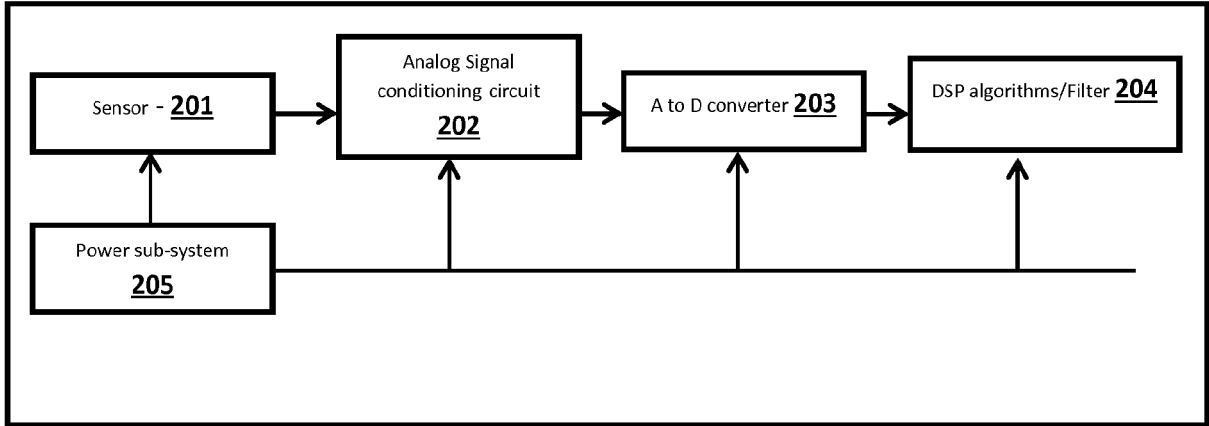 Sensor - 201
Analog Signal
conditioning circuit
202
A to D converter 203
DSP algorithms/Filter 204
Power sub-system
205